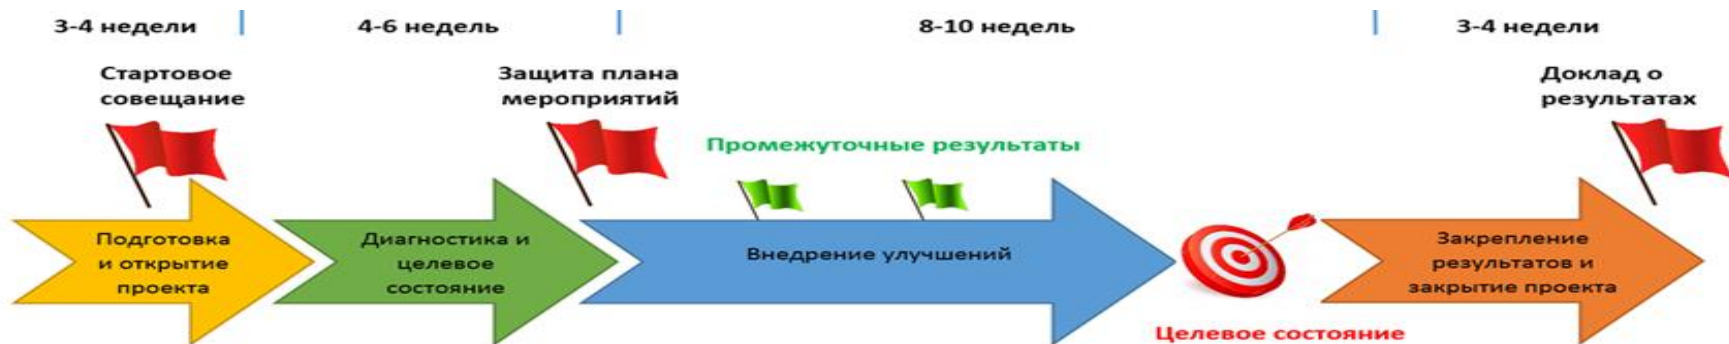 3-4 недели
4-6 недель
8-10 недель
3-4 недели
Стартовое
совещание
Защита плана
мероприятий
Доклад о
результатах
Промежуточные результаты
Подготовка
и открытие
проекта
Диагностика и
целевое
состояние
Внедрение улучшений
Закрепление
результатов и
закрытие проекта
Целевое состояние